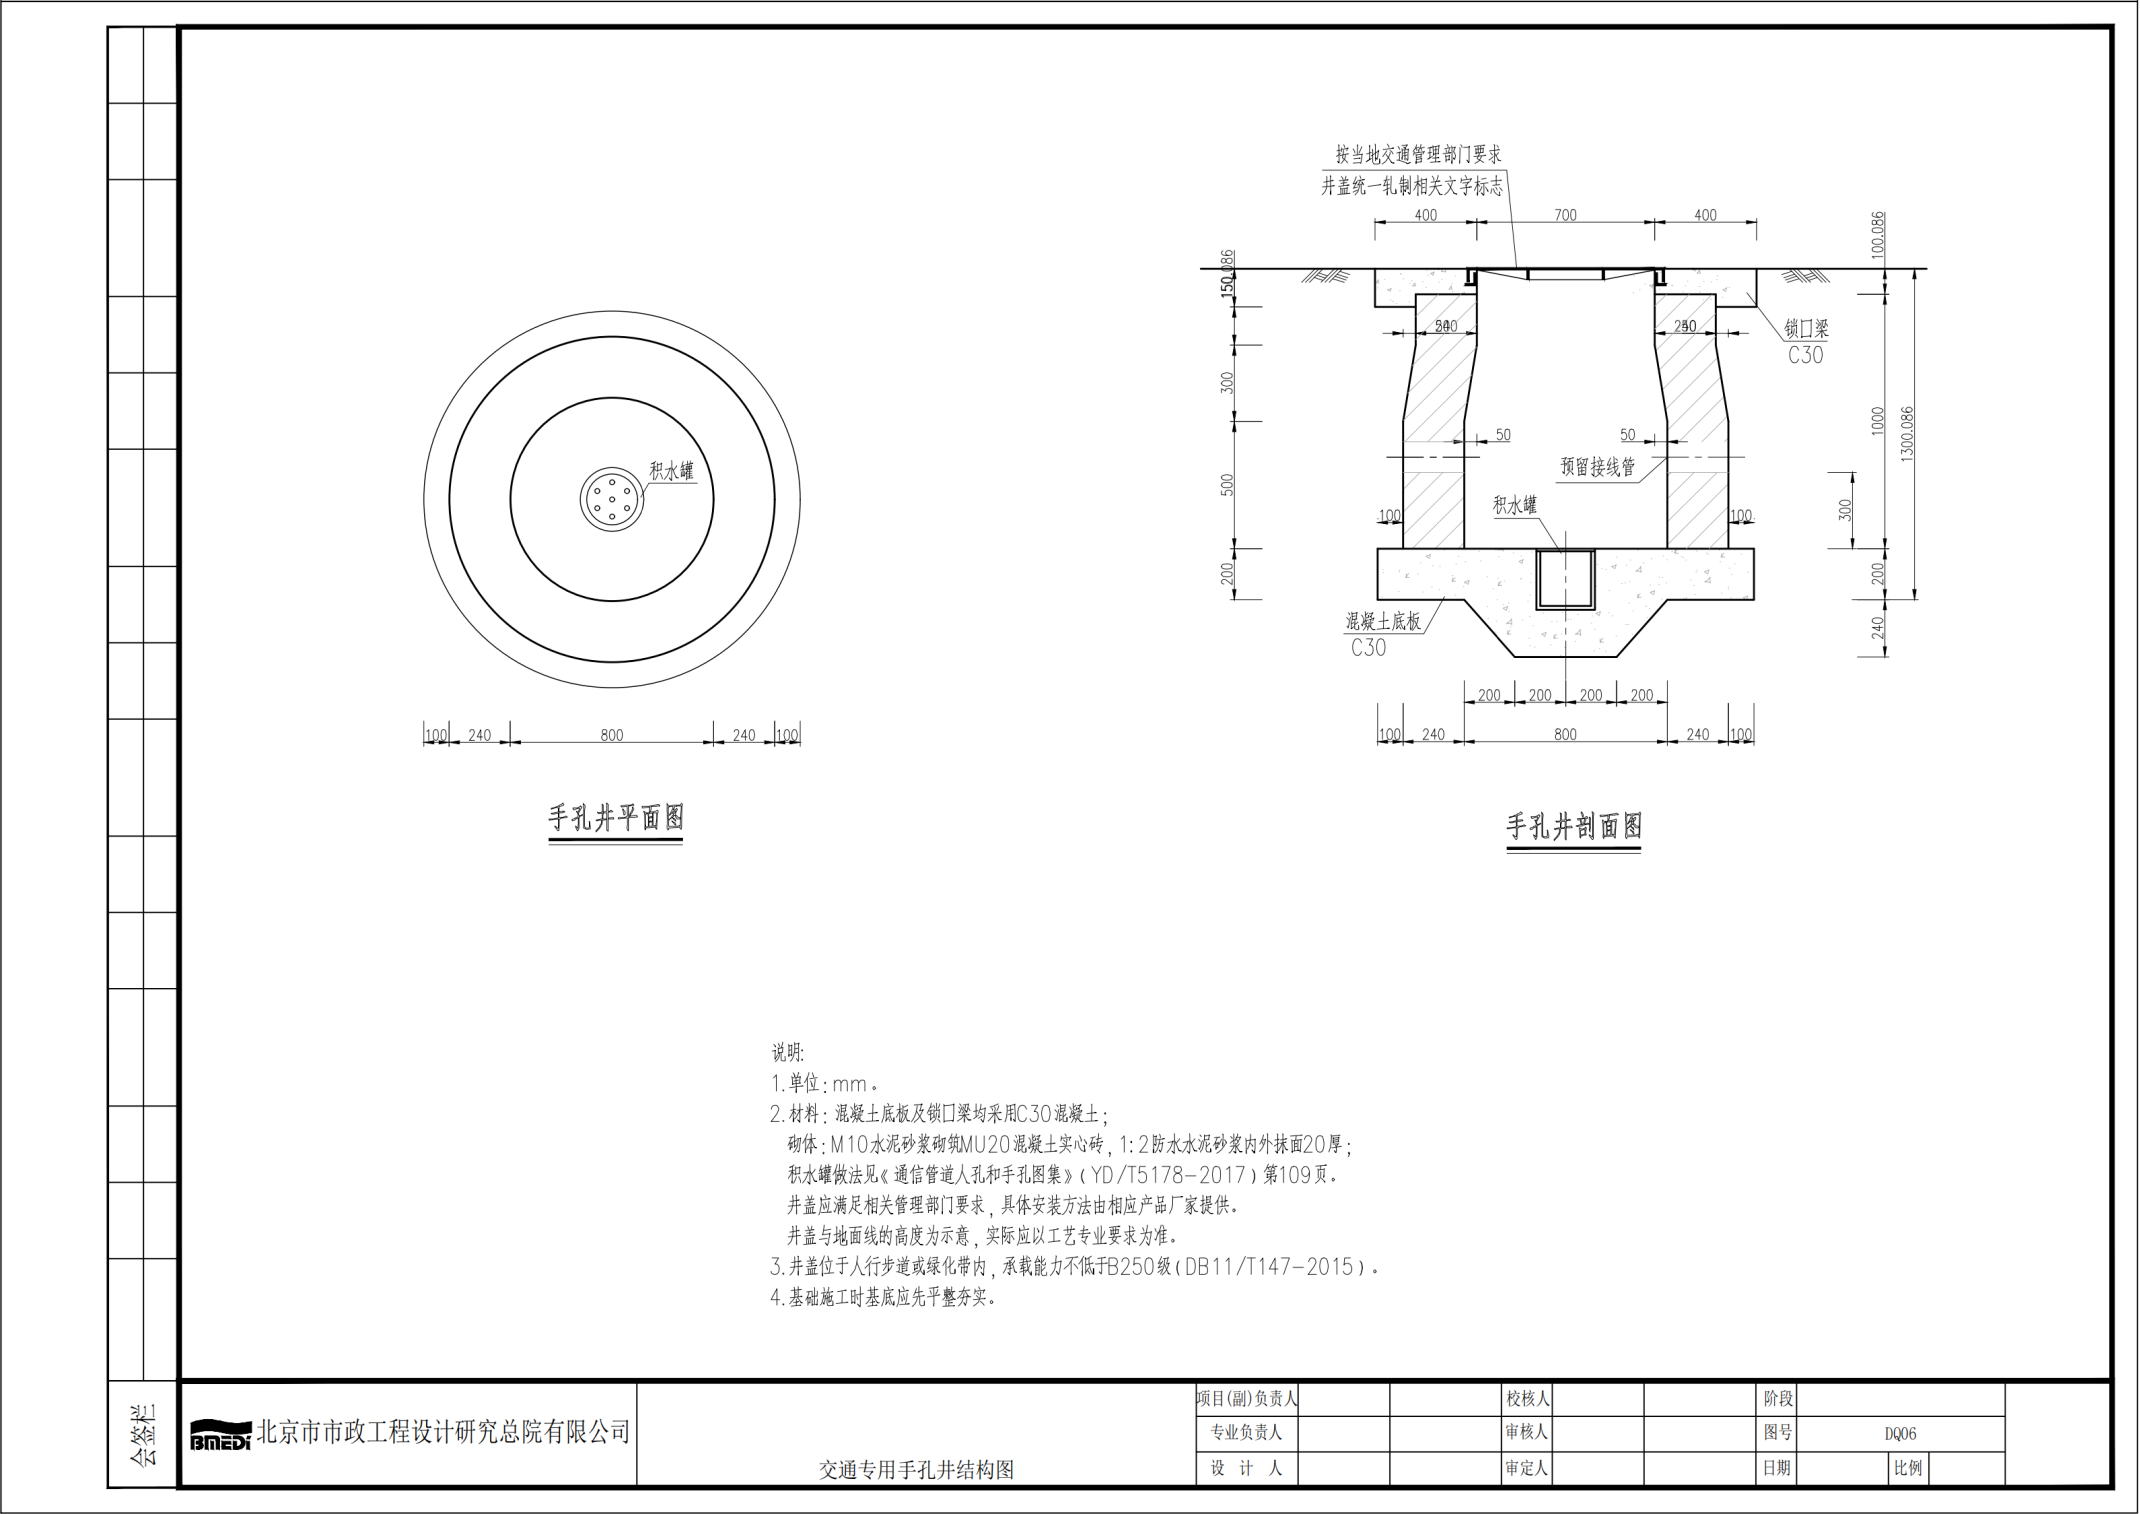 按当地交通管理部门要求
井盖统一轧制相关文字标志
400
700
400
100.086
150.086
240
50
240
锁口梁
C30
300
1000
1300.086
50
50
预留接线管
500
积水罐
100
100
300
200
200
混凝土底板
C30
240
200
200
200
200
100
240
800
240
100
手孔井剖面图
积水罐
100
240
800
240
100
手孔井平面图
说明:
1.单位：mm。
2.材料：混凝土底板及锁口梁均采用C30混凝土；
砌体：M10水泥砂浆砌筑MU20混凝土实心砖，1：2防水水泥砂浆内外抹面20厚；
积水罐做法见《通信管道人孔和手孔图集》（YD/T5178-2017）第109页。
井盖应满足相关管理部门要求，具体安装方法由相应产品厂家提供。
井盖与地面线的高度为示意，实际应以工艺专业要求为准。
3.井盖位于人行步道或绿化带内，承载能力不低于B250级（DB11/T147-2015）。
4.基础施工时基底应先平整夯实。
会签栏
BMEDI 北京市市政工程设计研究总院有限公司
交通专用手孔井结构图
项目(副)负责人
校核人
阶段
专业负责人
审核人
图号
DQ06
设 计 人
审定人
日期
比例